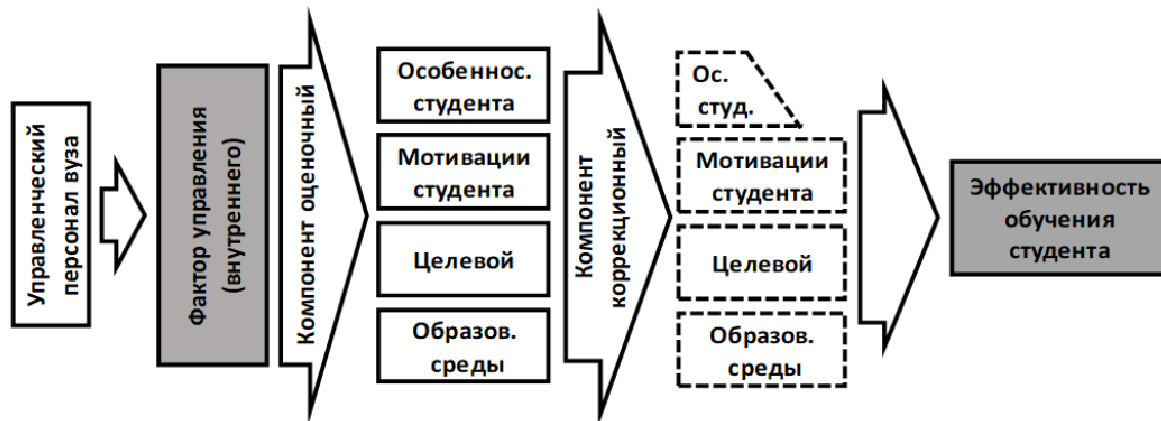 Управленческий
персонал вуза
Фактор управления
(внутреннего)
Компонент оценочный
Особеннос.
студента
Мотивации
студента
Целевой
Образов.
среды
Компонент
коррекционный
Ос.
студ.
Мотивации
студента
Целевой
Образов.
среды
Эффективность
обучения
студента